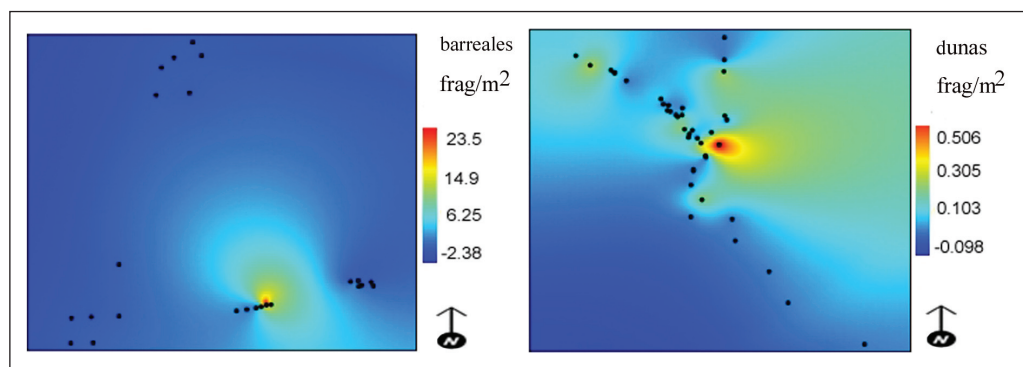 barreales
frag/m2
23.5
14.9
6.25
-2.38
N
dunas
frag/m2
0.506
0.305
0.103
-0.098
N